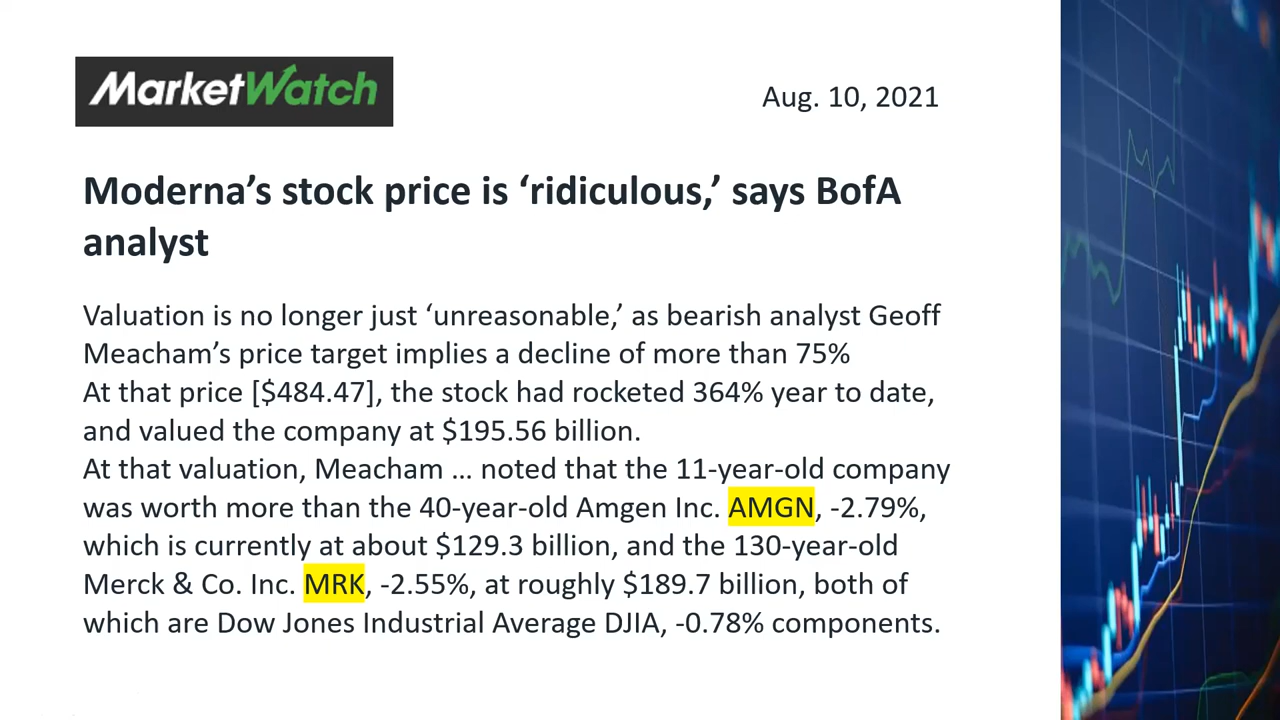 MarketWatch
Aug. 10, 2021
Moderna’s stock price is ‘ridiculous,’ says BofA
analyst
Valuation is no longer just ‘unreasonable,’ as bearish analyst Geoff
Meacham’s price target implies a decline of more than 75%
At that price [$484.47], the stock had rocketed 364% year to date,
and valued the company at $195.56 billion.
At that valuation, Meacham … noted that the 11-year-old company
was worth more than the 40-year-old Amgen Inc. AMGN, -2.79%,
which is currently at about $129.3 billion, and the 130-year-old
Merck & Co. Inc. MRK, -2.55%, at roughly $189.7 billion, both of
which are Dow Jones Industrial Average DJIA, -0.78% components.